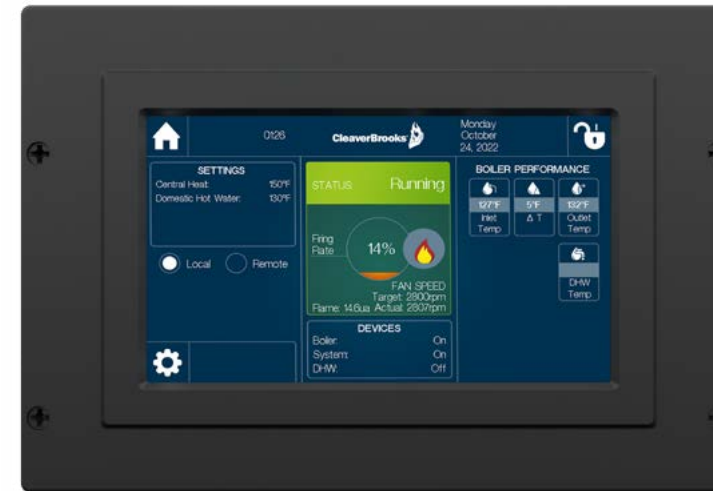 0126
CleaverBrooks
Monday
October
24, 2022
SETTINGS
Central Heat: 150°F
Domestic Hot Water: 130°F
Local Remote
STATUS: Running
Firing
Rate
14%
FAN SPEED
Target: 2800rpm
Flame: 14.6ua Actual: 2807rpm
DEVICES
Boiler: On
System: On
DHW: Off
BOILER PERFORMANCE
127°F 5°F 132°F
Inlet Δ T Outlet
Temp Temp
DHW
Temp